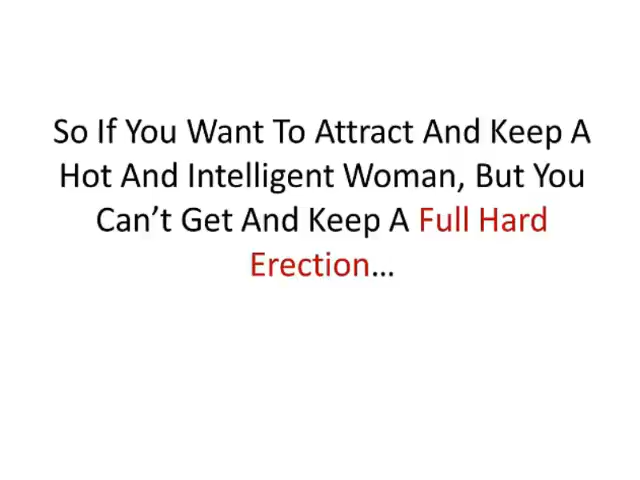 So If You Want To Attract And Keep A
Hot And Intelligent Woman, But You
Can’t Get And Keep A Full Hard
Erection…